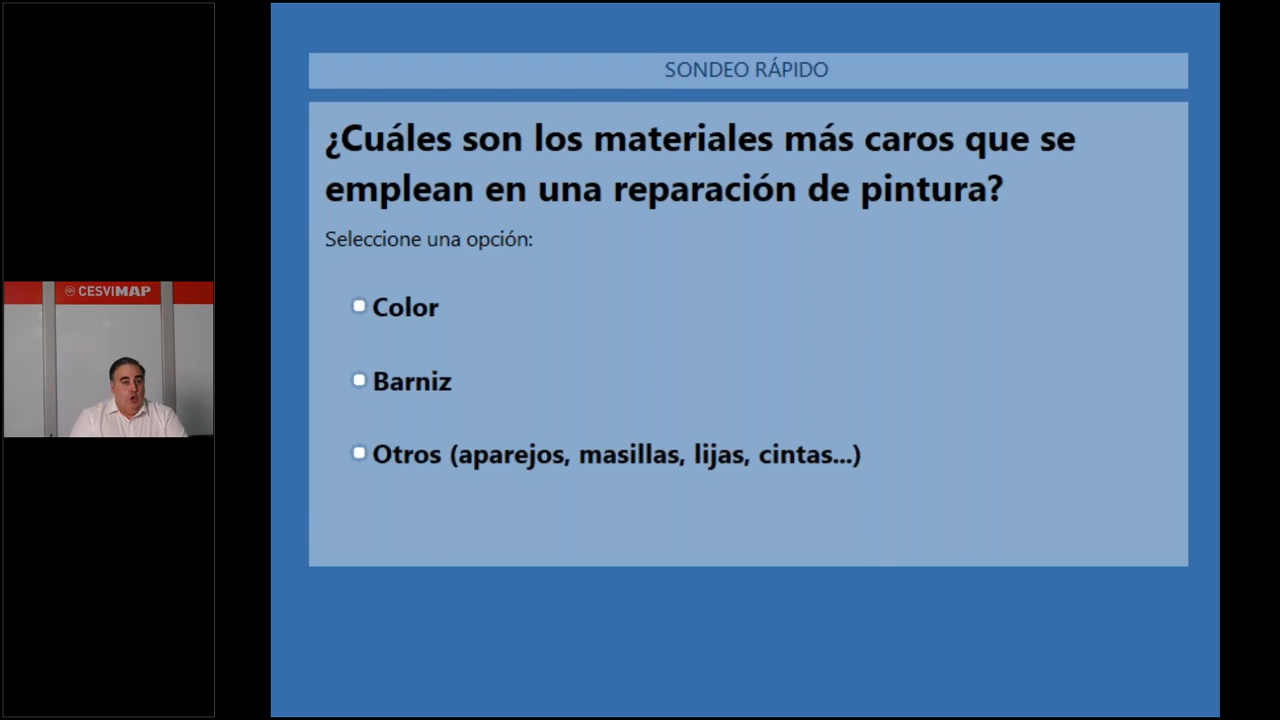 CESVIMAP
SONDEO RÁPIDO
¿Cuáles son los materiales más caros que se
emplean en una reparación de pintura?
Seleccione una opción:
Color
Barniz
Otros (aparejos, masillas, lijas, cintas...)